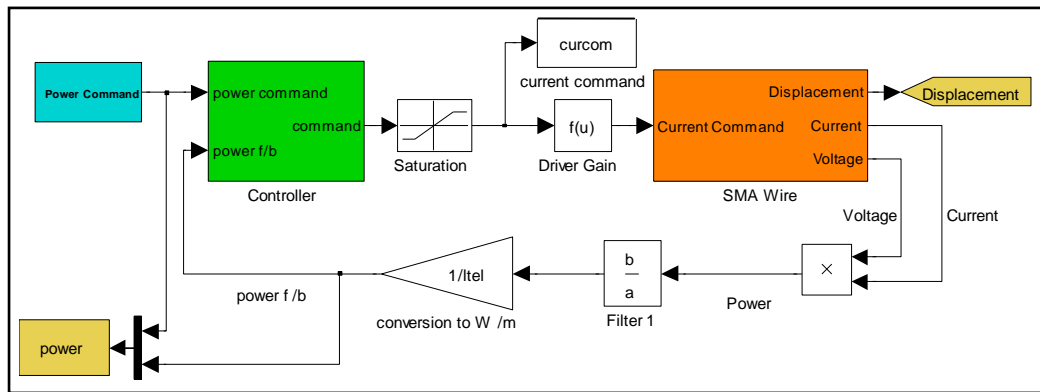 curcom
current command
Power Command
power command
command
power f/b
Controller
Saturation
f(u)
Driver Gain
Displacement
Current Command
Current
Voltage
SMA Wire
Displacement
Voltage
Current
×
Power
b
a
Filter 1
1/ltel
conversion to W /m
power f /b
power